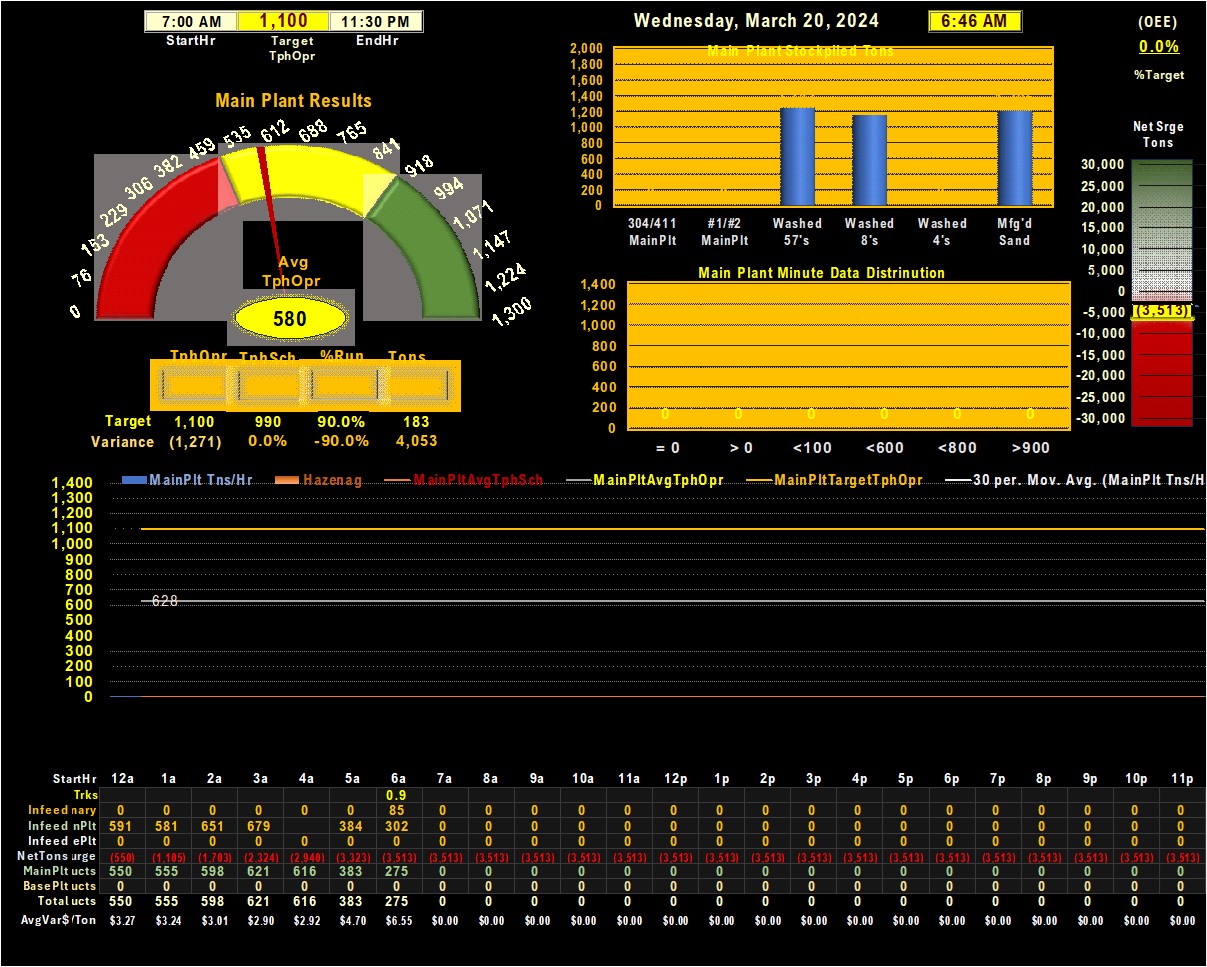 7:00 AM 1,100 11:30 PM
StartHr Target EndHr
TphOpr
Wednesday, March 20, 2024 6:46 AM
(OEE)
0.0%
%Target
Main Plant Stockpiled Tons
2,000
1,800
1,600
1,400
1,200
1,000
800
600
400
200
0
304/411 #1/#2 Washed Washed Washed Mfg'd
MainPlt MainPlt 57's 8's 4's Sand
Net Srge
Tons
30,000
25,000
20,000
15,000
10,000
5,000
0
-5,000
(3,513)
-10,000
-15,000
-20,000
-25,000
-30,000
Main Plant Results
0 76 153 229 306 382 459 535 612 688 765 841 918 994 1,071 1,147 1,224 1,300
Avg
TphOpr
580
TphOpr TphSch %Run Tons
Target 1,100 990 90.0% 183
Variance (1,271) 0.0% -90.0% 4,053
Main Plant Minute Data Distrinution
1,400
1,200
1,000
800
600
400
200
0
0 0 0 0 0 0
= 0 > 0 <100 <600 <800 >900
MainPlt Tns/Hr Hazenag MainPltAvgTphSch MainPltAvgTphOpr MainPltTargetTphOpr 30 per. Mov. Avg. (MainPlt Tns/H
1,400
1,300
1,200
1,100
1,000
900
800
700
600
500
400
300
200
100
0
628
StartHr 12a 1a 2a 3a 4a 5a 6a 7a 8a 9a 10a 11a 12p 1p 2p 3p 4p 5p 6p 7p 8p 9p 10p 11p
Trks 0.9
Infeed nary 0 0 0 0 0 0 85 0 0 0 0 0 0 0 0 0 0 0 0 0 0 0 0 0
Infeed nPlt 591 581 651 679 384 302 0 0 0 0 0 0 0 0 0 0 0 0 0 0 0 0 0
Infeed ePlt 0 0 0 0 0 0 0 0 0 0 0 0 0 0 0 0 0 0 0 0 0 0 0 0
NetTons urge (550) (1,105) (1,703) (2,324) (2,940) (3,323) (3,513) (3,513) (3,513) (3,513) (3,513) (3,513) (3,513) (3,513) (3,513) (3,513) (3,513) (3,513) (3,513) (3,513) (3,513) (3,513) (3,513) (3,513)
MainPlt ucts 550 555 598 621 616 383 275 0 0 0 0 0 0 0 0 0 0 0 0 0 0 0 0 0
BasePlt ucts 0 0 0 0 0 0 0 0 0 0 0 0 0 0 0 0 0 0 0 0 0 0 0 0
Total ucts 550 555 598 621 616 383 275 0 0 0 0 0 0 0 0 0 0 0 0 0 0 0 0 0
AvgVar$/Ton $3.27 $3.24 $3.01 $2.90 $2.92 $4.70 $6.55 $0.00 $0.00 $0.00 $0.00 $0.00 $0.00 $0.00 $0.00 $0.00 $0.00 $0.00 $0.00 $0.00 $0.00 $0.00 $0.00 $0.00